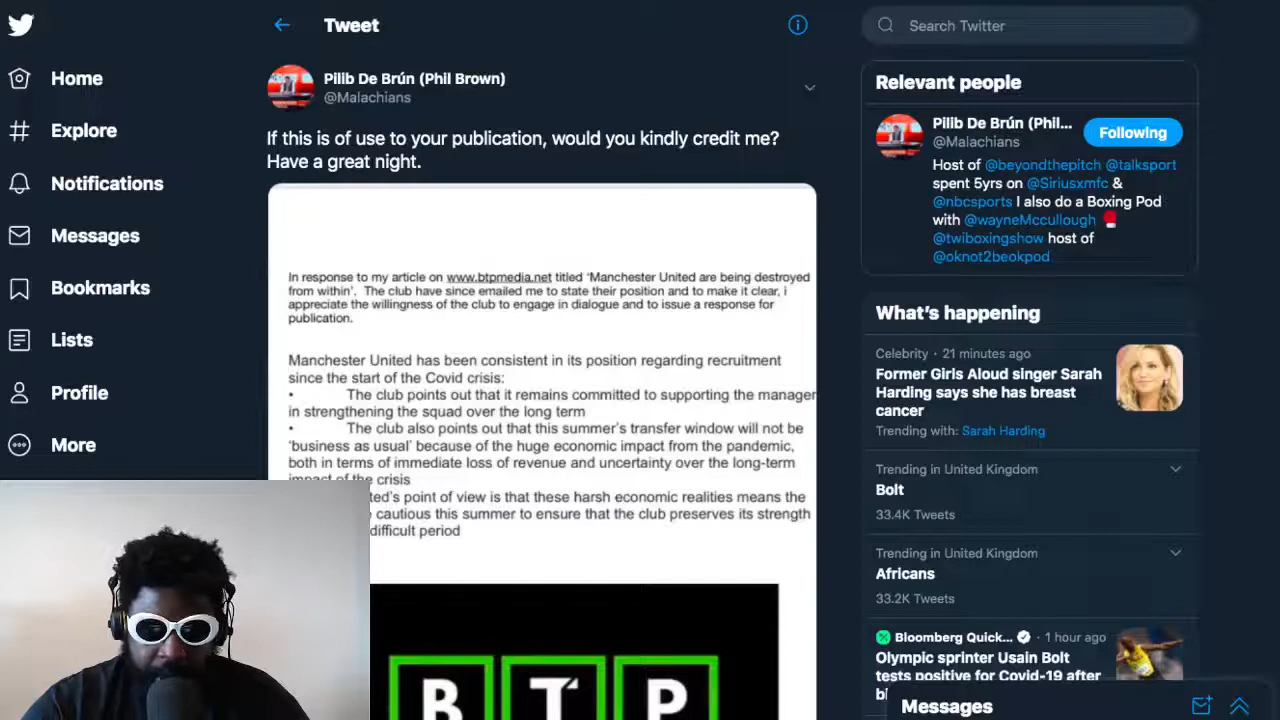 Home
Explore
Notifications
Messages
Bookmarks
Lists
Profile
More
Tweet
Pilib De Brún (Phil Brown)
@Malachians
If this is of use to your publication, would you kindly credit me?
Have a great night.
In response to my article on www.btpmedia.net titled 'Manchester United are being destroyed
from within'. The club have since emailed me to state their position and to make it clear, i
appreciate the willingness of the club to engage in dialogue and to issue a response for
publication.
Manchester United has been consistent in its position regarding recruitment
since the start of the Covid crisis:
• The club points out that it remains committed to supporting the manager
in strengthening the squad over the long term
• The club also points out that this summer's transfer window will not be
'business as usual' because of the huge economic impact from the pandemic,
both in terms of immediate loss of revenue and uncertainty over the long-term
impact of the crisis
ted's point of view is that these harsh economic realities means the
cautious this summer to ensure that the club preserves its strength
difficult period
BTP
Search Twitter
Relevant people
Pilib De Brún (Phil...
@Malachians
Following
Host of @beyondthepitch @talksport
spent 5yrs on @Siriusxmfc &
@nbcsports I also do a Boxing Pod
with @wayneMccullough
@twiboxingshow host of
@oknot2beokpod
What's happening
Celebrity · 21 minutes ago
Former Girls Aloud singer Sarah
Harding says she has breast
cancer
Trending with: Sarah Harding
Trending in United Kingdom
Bolt
33.4K Tweets
Trending in United Kingdom
Africans
33.2K Tweets
Bloomberg Quick... · 1 hour ago
Olympic sprinter Usain Bolt
tests positive for Covid-19 after
Messages